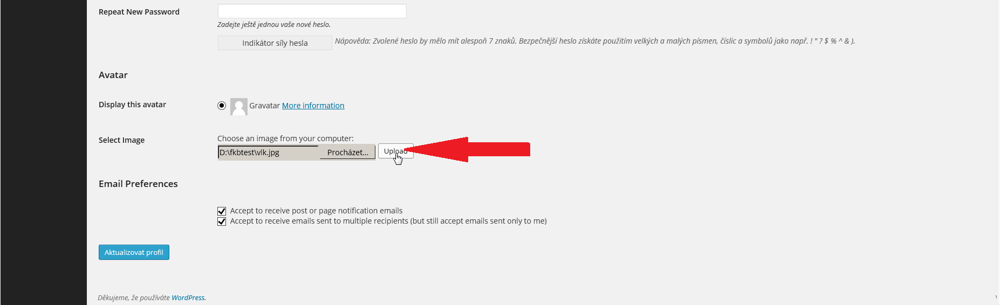 Repeat New Password
Zadejte ještě jednou vaše nové heslo.
Indikátor síly hesla
Nápověda: Zvolené heslo by mělo mít alespoň 7 znaků. Bezpečnější heslo získáte použitím velkých a malých písmen, číslic a symbolů jako např. ! " ? $ % ^ & ).
Avatar
Display this avatar
Gravatar More information
Select Image
Choose an image from your computer:
D:\fkbtest\vlk.jpg Procházet... Upload
Email Preferences
Accept to receive post or page notification emails
Accept to receive emails sent to multiple recipients (but still accept emails sent only to me)
Aktualizovat profil
Děkujeme, že používáte WordPress.